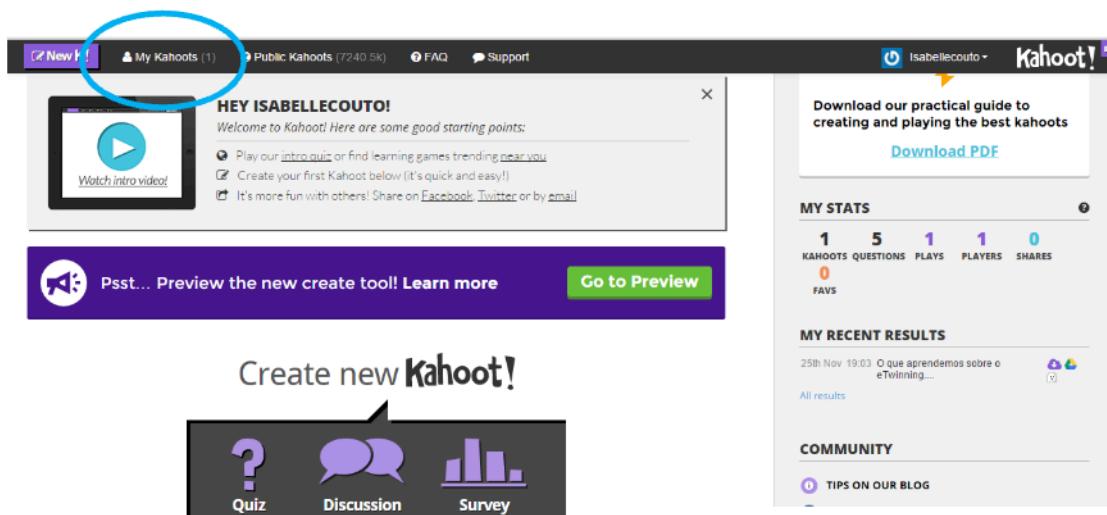 New K! My Kahoots (1) Public Kahoots (7240.5k) FAQ Support Isabellecouto Kahoot!
HEY ISABELLECOUTO!
Welcome to Kahoot! Here are some good starting points:
Play our intro quiz or find learning games trending near you
Create your first Kahoot below (it's quick and easy!)
It's more fun with others! Share on Facebook, Twitter or by email
Watch intro video!
Psst... Preview the new create tool! Learn more
Go to Preview
Create new Kahoot!
Quiz Discussion Survey
Download our practical guide to
creating and playing the best kahoots
Download PDF
MY STATS
1 5 1 1 0
KAHOOTS QUESTIONS PLAYS PLAYERS SHARES
0
FAVS
MY RECENT RESULTS
25th Nov 19:03 O que aprendemos sobre o
eTwinning....
All results
COMMUNITY
TIPS ON OUR BLOG